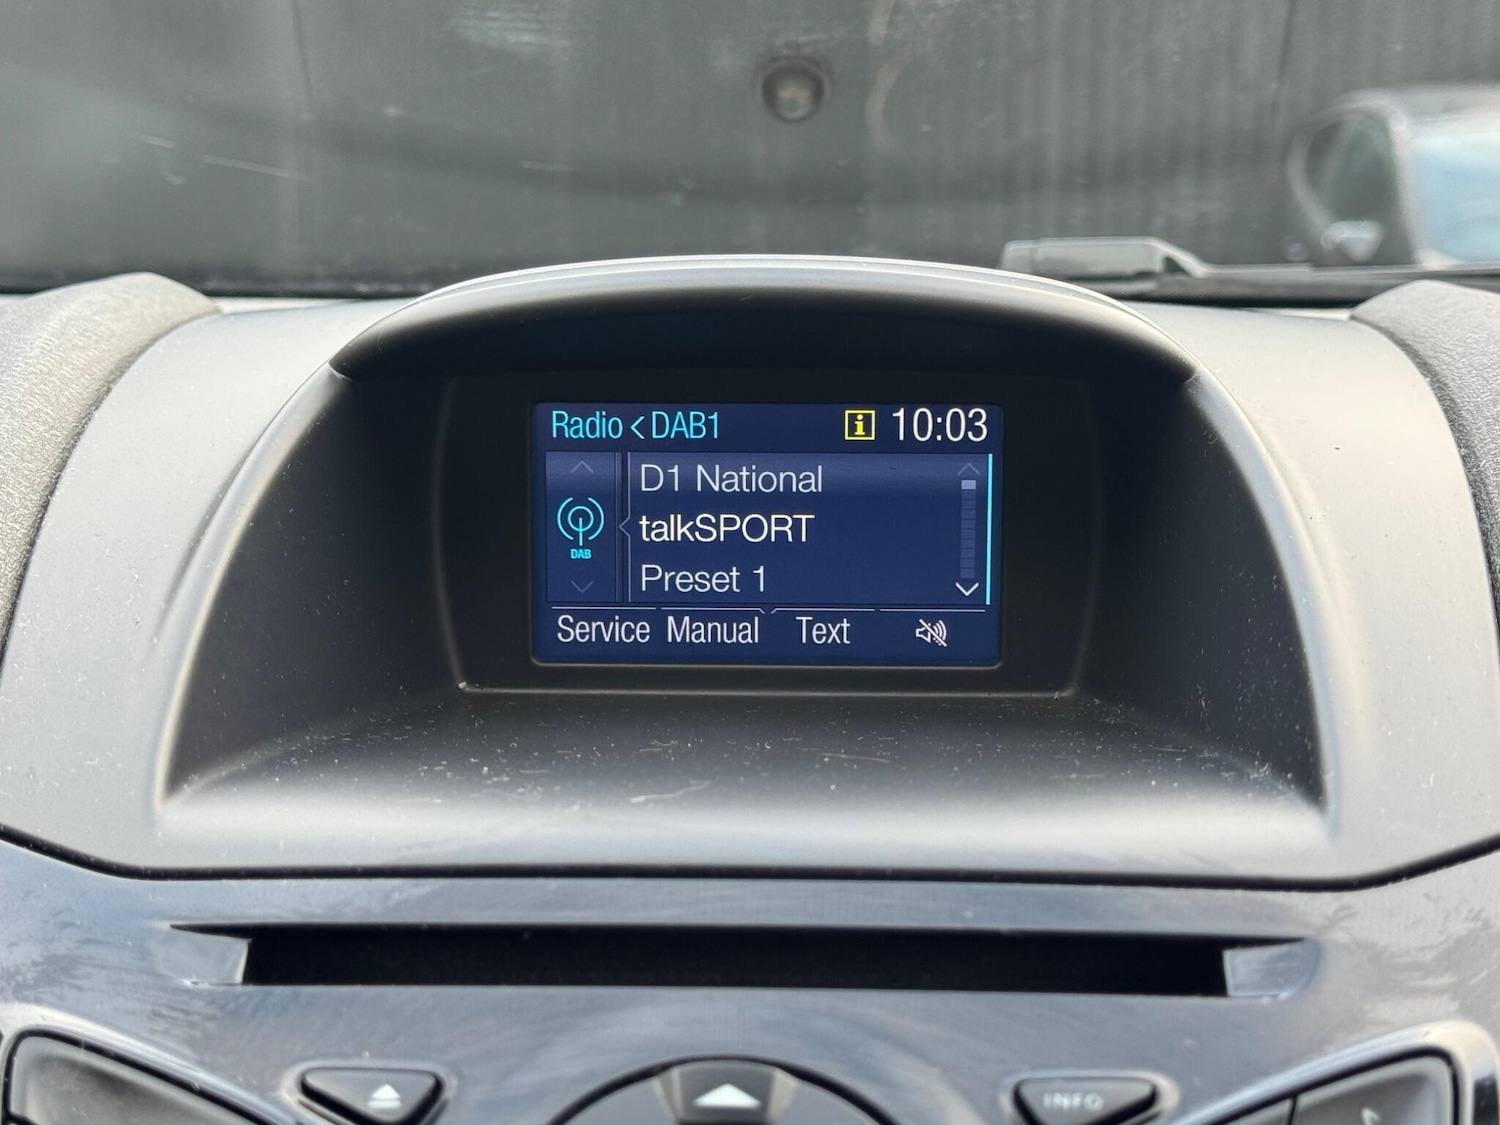 Radio < DAB1 i 10:03
D1 National
talkSPORT
DAB
Preset 1
Service Manual Text
INFO